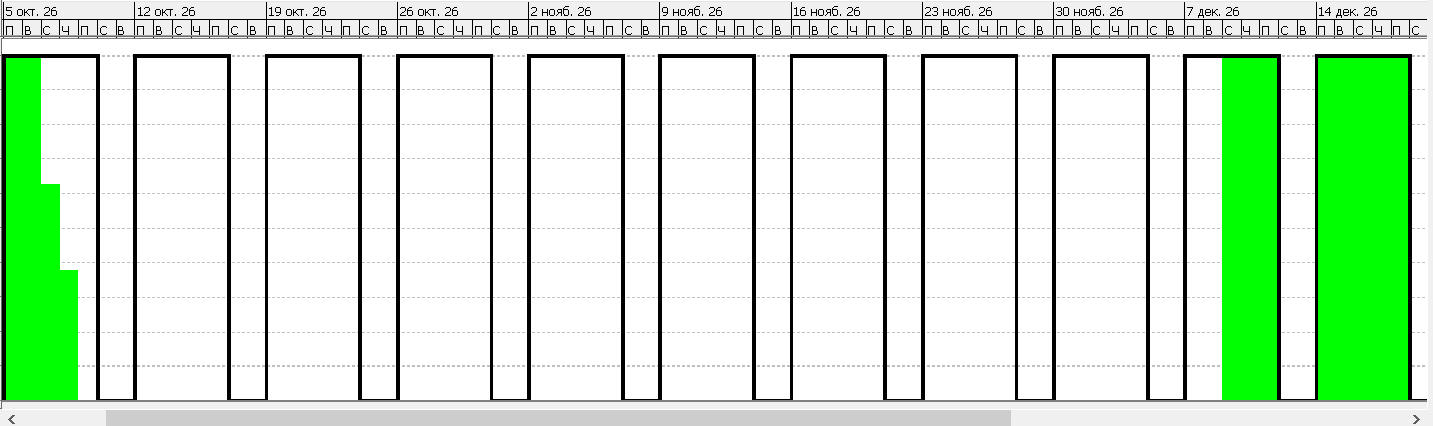 5 окт. 26 12 окт. 26 19 окт. 26 26 окт. 26 2 нояб. 26 9 нояб. 26 16 нояб. 26 23 нояб. 26 30 нояб. 26 7 дек. 26 14 дек. 26
П В С Ч П С В П В С Ч П С В П В С Ч П С В П В С Ч П С В П В С Ч П С В П В С Ч П С В П В С Ч П С В П В С Ч П С В П В С Ч П С В П В С Ч П С В П В С Ч П С